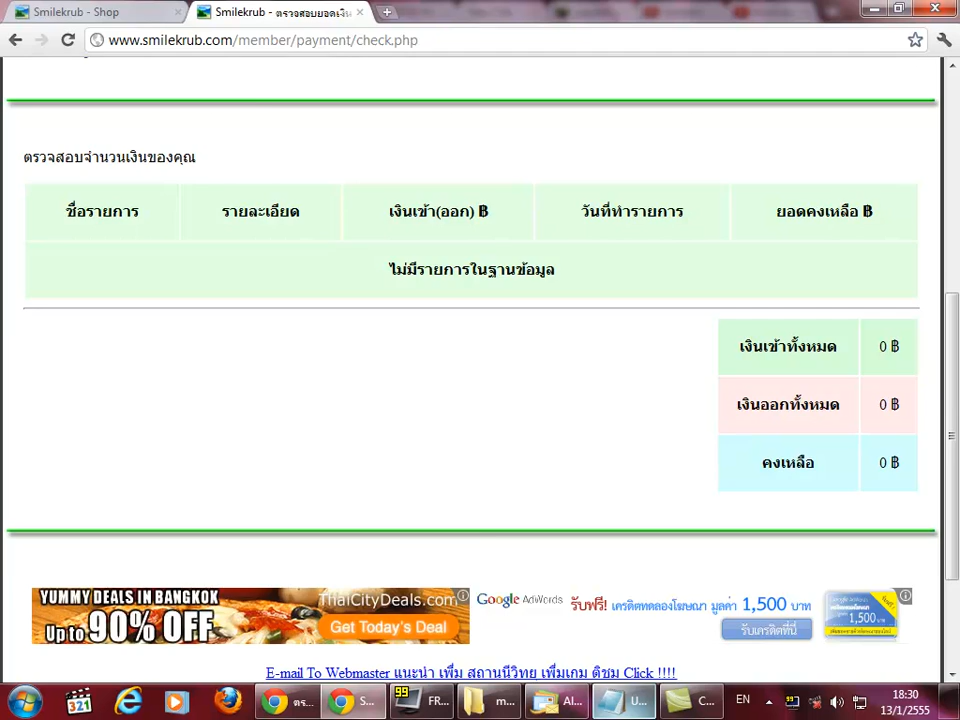 Smilekrub - Shop
Smilekrub - ตรวจสอบยอดเงิน
www.smilekrub.com/member/payment/check.php
ตรวจสอบจำนวนเงินของคุณ
ชื่อรายการ รายละเอียด เงินเข้า(ออก) ฿ วันที่ทำรายการ ยอดคงเหลือ ฿
ไม่มีรายการในฐานข้อมูล
เงินเข้าทั้งหมด 0 ฿
เงินออกทั้งหมด 0 ฿
คงเหลือ 0 ฿
YUMMY DEALS IN BANGKOK
Up to 90% OFF
ThaiCityDeals.com
Get Today's Deal
Google AdWords รับฟรี! เครดิตทดลองโฆษณา มูลค่า 1,500 บาท
รับเครดิตที่นี่
1,500
E-mail To Webmaster แนะนำ เพิ่ม สถานนีวิทย เพิ่มเกม ติชม Click !!!!
321
99
ตร...
S...
FR...
m...
Al...
U...
C...
EN
18:30
13/1/2555